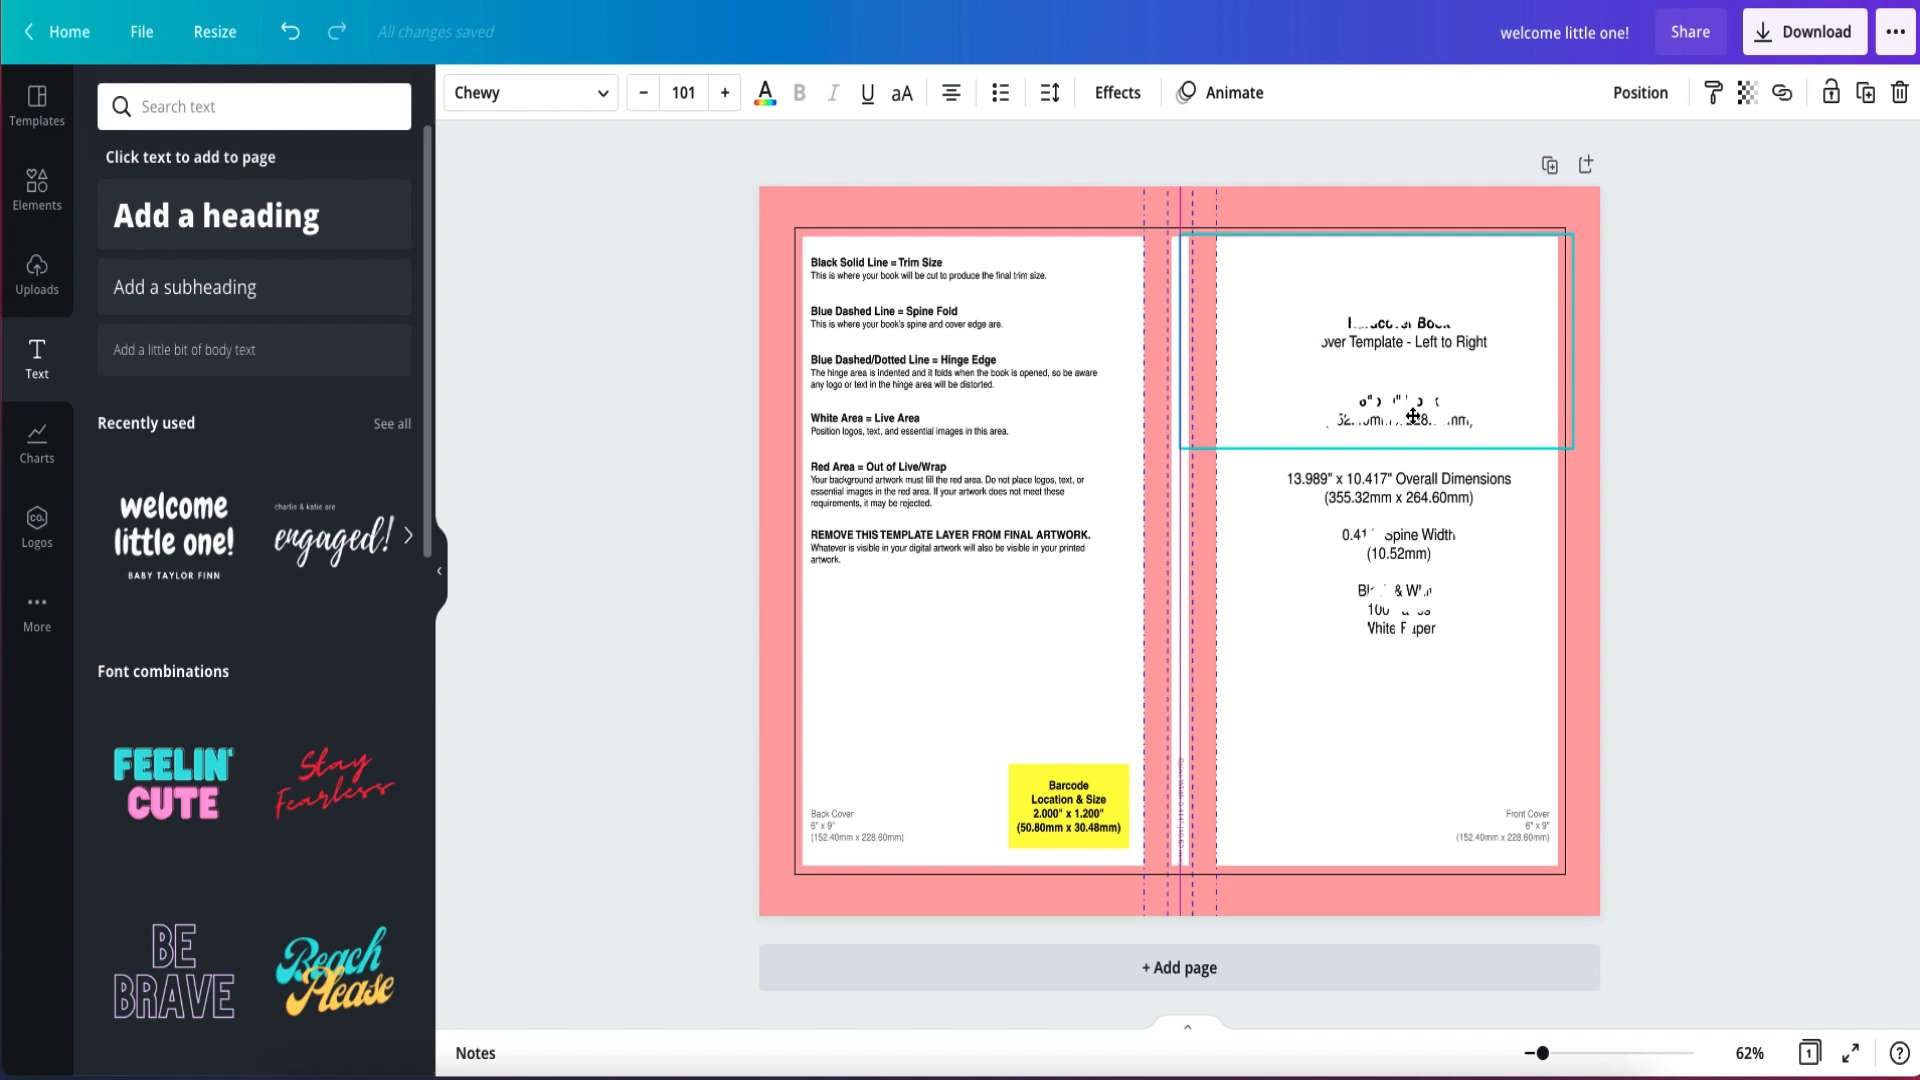 Home
File
Resize
All changes saved
welcome little one!
Share
Download
Templates
Elements
Uploads
Text
Charts
Logos
More
Search text
Click text to add to page
Add a heading
Add a subheading
Add a little bit of body text
Recently used
See all
welcome
little one!
BABY TAYLOR FINN
charlie & katie are
engaged!
Font combinations
FEELIN'
CUTE
Stay
Fearless
BE
BRAVE
Beach
Please
Chewy
101
A
B
I
U
aA
Effects
Animate
Position
Black Solid Line = Trim Size
This is where your book will be cut to produce the final trim size.
Blue Dashed Line = Spine Fold
This is where your book's spine and cover edge are.
Blue Dashed/Dotted Line = Hinge Edge
The hinge area is indented and it folds when the book is opened, so be aware
any logo or text in the hinge area will be distorted.
White Area = Live Area
Position logos, text, and essential images in this area.
Red Area = Out of Live/Wrap
Your background artwork must fill the red area. Do not place logos, text, or
essential images in the red area. If your artwork does not meet these
requirements, it may be rejected.
REMOVE THIS TEMPLATE LAYER FROM FINAL ARTWORK.
Whatever is visible in your digital artwork will also be visible in your printed
artwork.
Back Cover
6" x 9"
(152.40mm x 228.60mm)
Barcode
Location & Size
2.000" x 1.200"
(50.80mm x 30.48mm)
Book
Template - Left to Right
13.989" x 10.417" Overall Dimensions
(355.32mm x 264.60mm)
Spine Width
(10.52mm)
&
White
Front Cover
6" x 9"
(152.40mm x 228.60mm)
+ Add page
Notes
62%
1
?